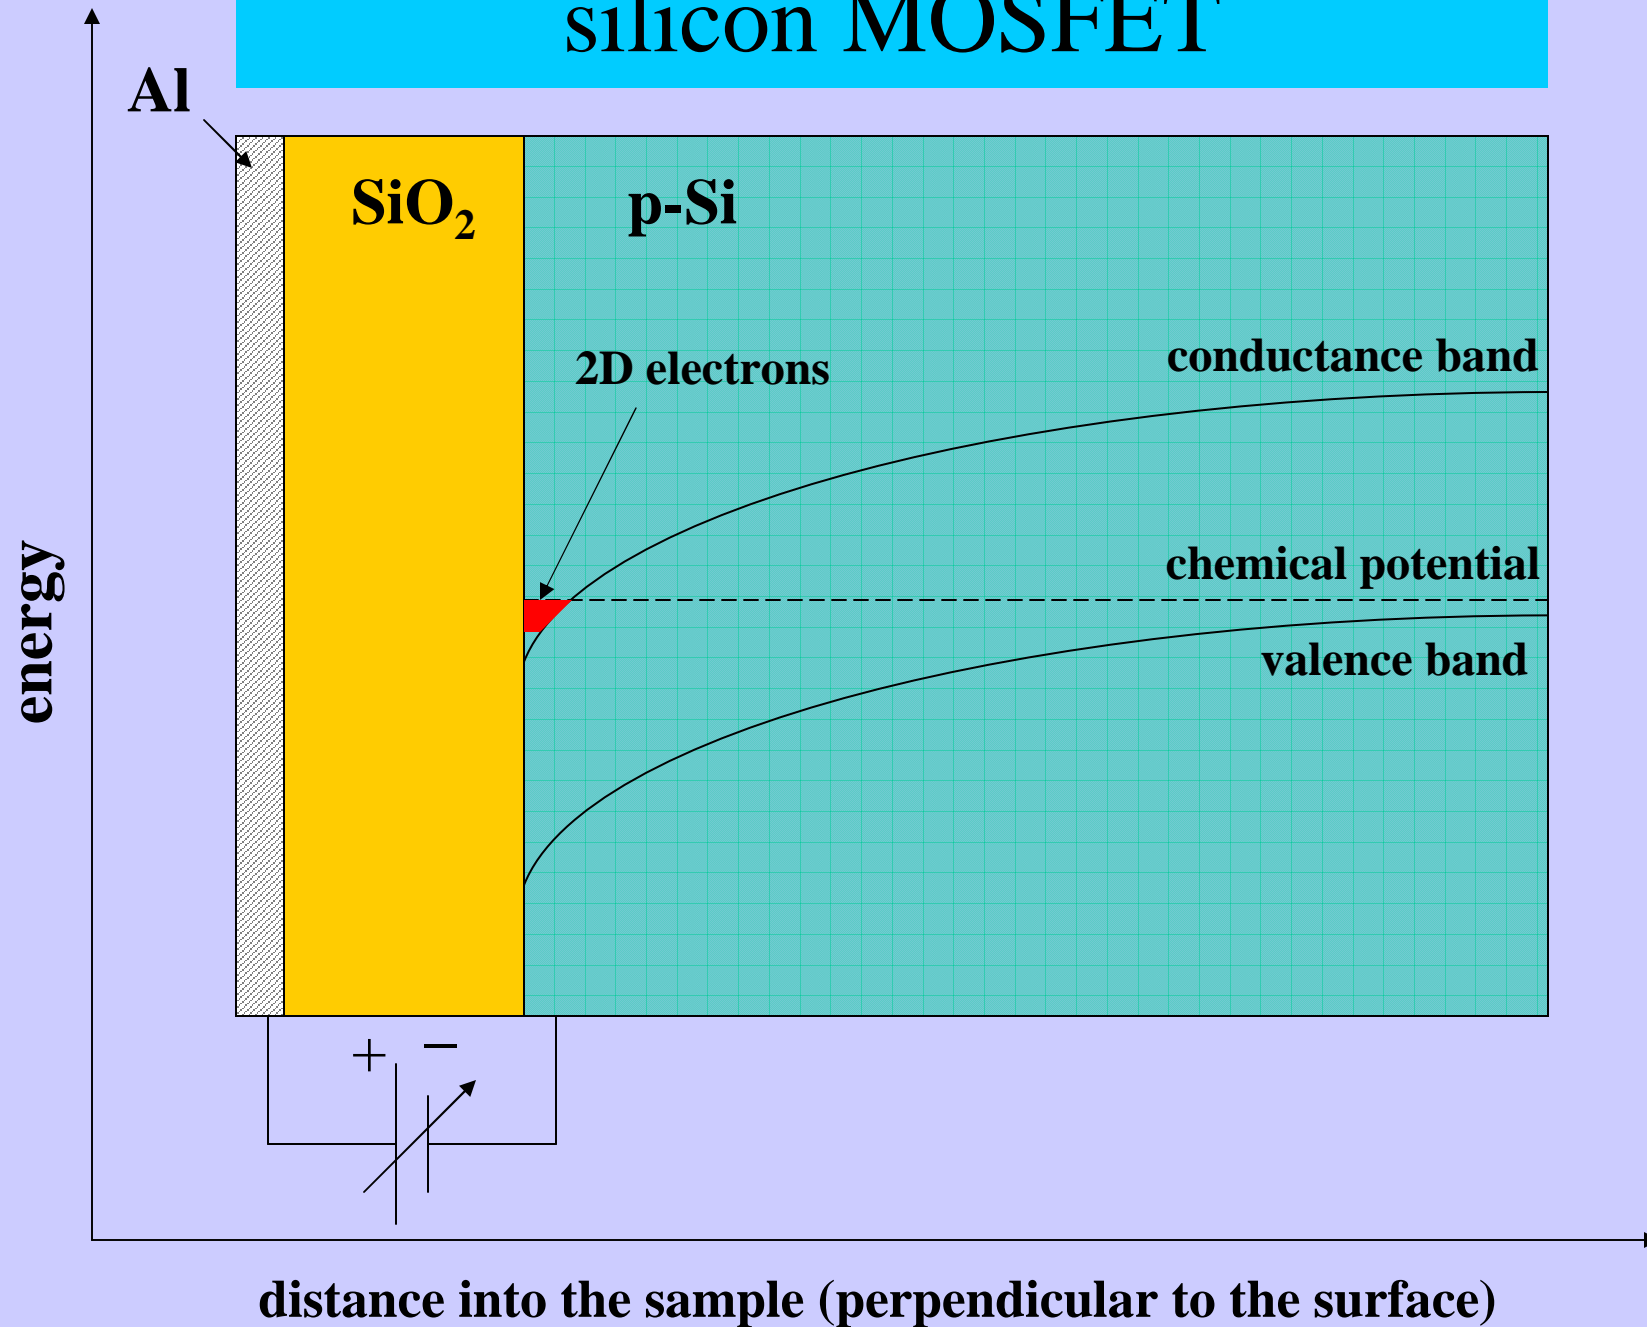 silicon MOSFET
Al
SiO₂
p-Si
2D electrons
conductance band
chemical potential
valence band
energy
+ −
distance into the sample (perpendicular to the surface)